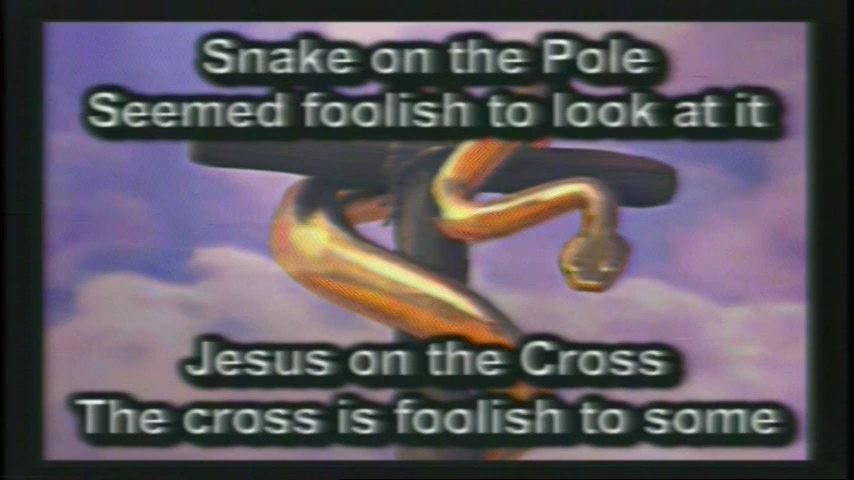 Snake on the Pole
Seemed foolish to look at it
Jesus on the Cross
The cross is foolish to some